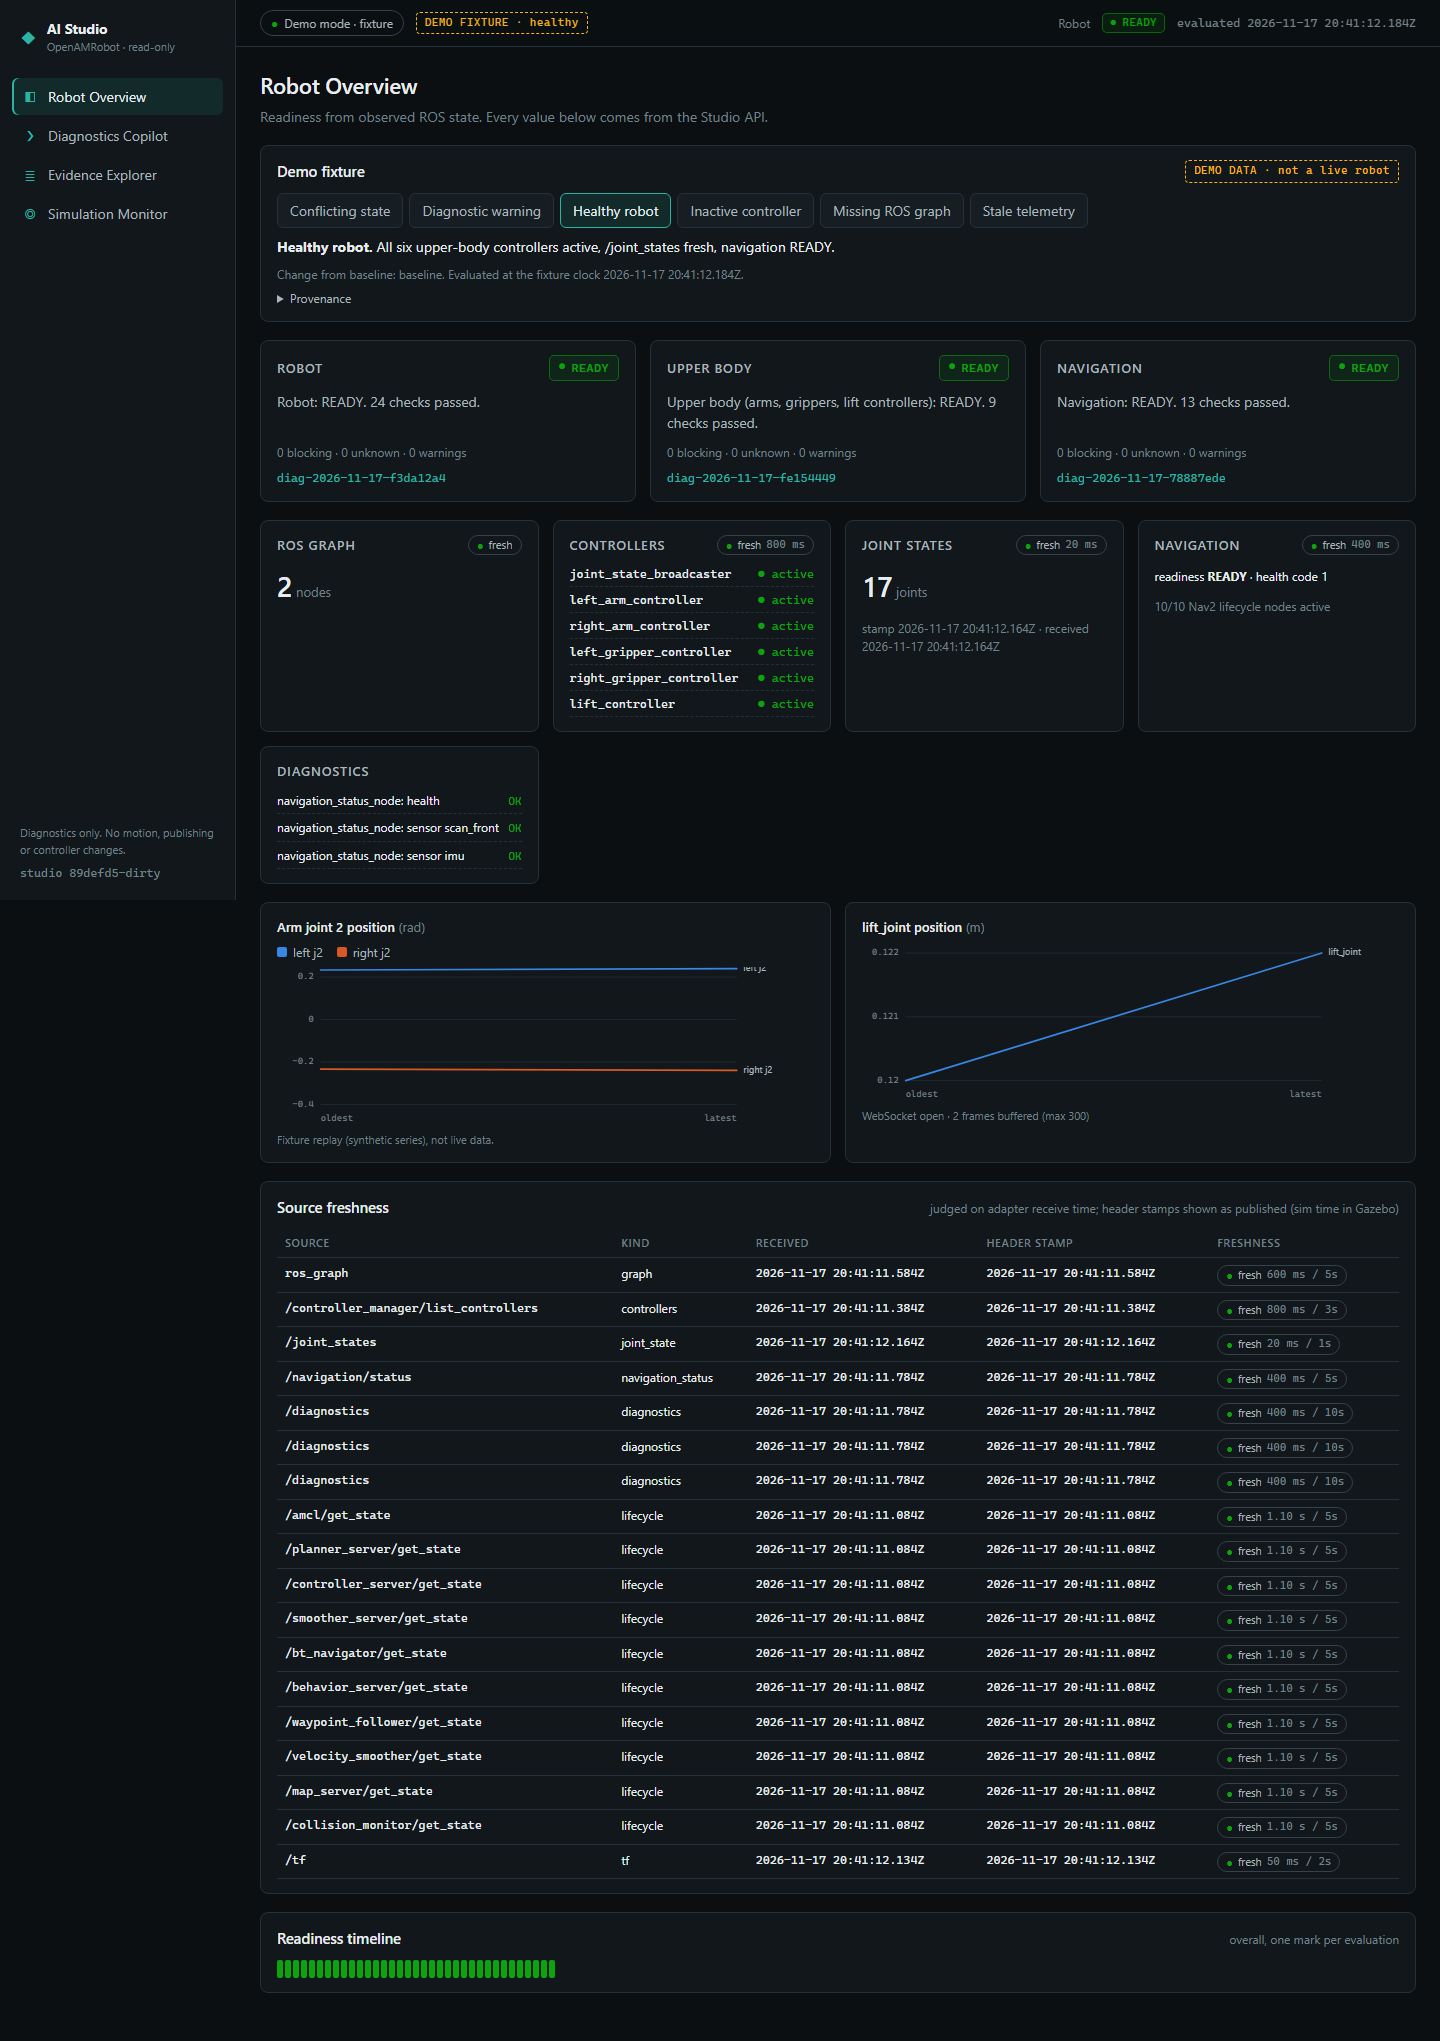 AI Studio
OpenAMRobot · read-only
Robot Overview
Diagnostics Copilot
Evidence Explorer
Simulation Monitor
Diagnostics only. No motion, publishing
or controller changes.
studio 89defd5-dirty
Demo mode · fixture
DEMO FIXTURE · healthy
Robot
READY
evaluated 2026-11-17 20:41:12.184Z
Robot Overview
Readiness from observed ROS state. Every value below comes from the Studio API.
Demo fixture
DEMO DATA · not a live robot
Conflicting state
Diagnostic warning
Healthy robot
Inactive controller
Missing ROS graph
Stale telemetry
Healthy robot. All six upper-body controllers active, /joint_states fresh, navigation READY.
Change from baseline: baseline. Evaluated at the fixture clock 2026-11-17 20:41:12.184Z.
Provenance
ROBOT
READY
Robot: READY. 24 checks passed.
0 blocking · 0 unknown · 0 warnings
diag-2026-11-17-f3da12a4
UPPER BODY
READY
Upper body (arms, grippers, lift controllers): READY. 9
checks passed.
0 blocking · 0 unknown · 0 warnings
diag-2026-11-17-fe154449
NAVIGATION
READY
Navigation: READY. 13 checks passed.
0 blocking · 0 unknown · 0 warnings
diag-2026-11-17-78887ede
ROS GRAPH
fresh
2 nodes
CONTROLLERS
fresh 800 ms
joint_state_broadcaster active
left_arm_controller active
right_arm_controller active
left_gripper_controller active
right_gripper_controller active
lift_controller active
JOINT STATES
fresh 20 ms
17 joints
stamp 2026-11-17 20:41:12.164Z · received
2026-11-17 20:41:12.164Z
NAVIGATION
fresh 400 ms
readiness READY · health code 1
10/10 Nav2 lifecycle nodes active
DIAGNOSTICS
navigation_status_node: health OK
navigation_status_node: sensor scan_front OK
navigation_status_node: sensor imu OK
Arm joint 2 position (rad)
left j2 right j2
left j2
0.2
0
−0.2
right j2
−0.4
oldest latest
Fixture replay (synthetic series), not live data.
lift_joint position (m)
0.122
lift_joint
0.121
0.12
oldest latest
WebSocket open · 2 frames buffered (max 300)
Source freshness
judged on adapter receive time; header stamps shown as published (sim time in Gazebo)
SOURCE KIND RECEIVED HEADER STAMP FRESHNESS
ros_graph graph 2026-11-17 20:41:11.584Z 2026-11-17 20:41:11.584Z fresh 600 ms / 5s
/controller_manager/list_controllers controllers 2026-11-17 20:41:11.384Z 2026-11-17 20:41:11.384Z fresh 800 ms / 3s
/joint_states joint_state 2026-11-17 20:41:12.164Z 2026-11-17 20:41:12.164Z fresh 20 ms / 1s
/navigation/status navigation_status 2026-11-17 20:41:11.784Z 2026-11-17 20:41:11.784Z fresh 400 ms / 5s
/diagnostics diagnostics 2026-11-17 20:41:11.784Z 2026-11-17 20:41:11.784Z fresh 400 ms / 10s
/diagnostics diagnostics 2026-11-17 20:41:11.784Z 2026-11-17 20:41:11.784Z fresh 400 ms / 10s
/diagnostics diagnostics 2026-11-17 20:41:11.784Z 2026-11-17 20:41:11.784Z fresh 400 ms / 10s
/amcl/get_state lifecycle 2026-11-17 20:41:11.084Z 2026-11-17 20:41:11.084Z fresh 1.10 s / 5s
/planner_server/get_state lifecycle 2026-11-17 20:41:11.084Z 2026-11-17 20:41:11.084Z fresh 1.10 s / 5s
/controller_server/get_state lifecycle 2026-11-17 20:41:11.084Z 2026-11-17 20:41:11.084Z fresh 1.10 s / 5s
/smoother_server/get_state lifecycle 2026-11-17 20:41:11.084Z 2026-11-17 20:41:11.084Z fresh 1.10 s / 5s
/bt_navigator/get_state lifecycle 2026-11-17 20:41:11.084Z 2026-11-17 20:41:11.084Z fresh 1.10 s / 5s
/behavior_server/get_state lifecycle 2026-11-17 20:41:11.084Z 2026-11-17 20:41:11.084Z fresh 1.10 s / 5s
/waypoint_follower/get_state lifecycle 2026-11-17 20:41:11.084Z 2026-11-17 20:41:11.084Z fresh 1.10 s / 5s
/velocity_smoother/get_state lifecycle 2026-11-17 20:41:11.084Z 2026-11-17 20:41:11.084Z fresh 1.10 s / 5s
/map_server/get_state lifecycle 2026-11-17 20:41:11.084Z 2026-11-17 20:41:11.084Z fresh 1.10 s / 5s
/collision_monitor/get_state lifecycle 2026-11-17 20:41:11.084Z 2026-11-17 20:41:11.084Z fresh 1.10 s / 5s
/tf tf 2026-11-17 20:41:12.134Z 2026-11-17 20:41:12.134Z fresh 50 ms / 2s
Readiness timeline
overall, one mark per evaluation